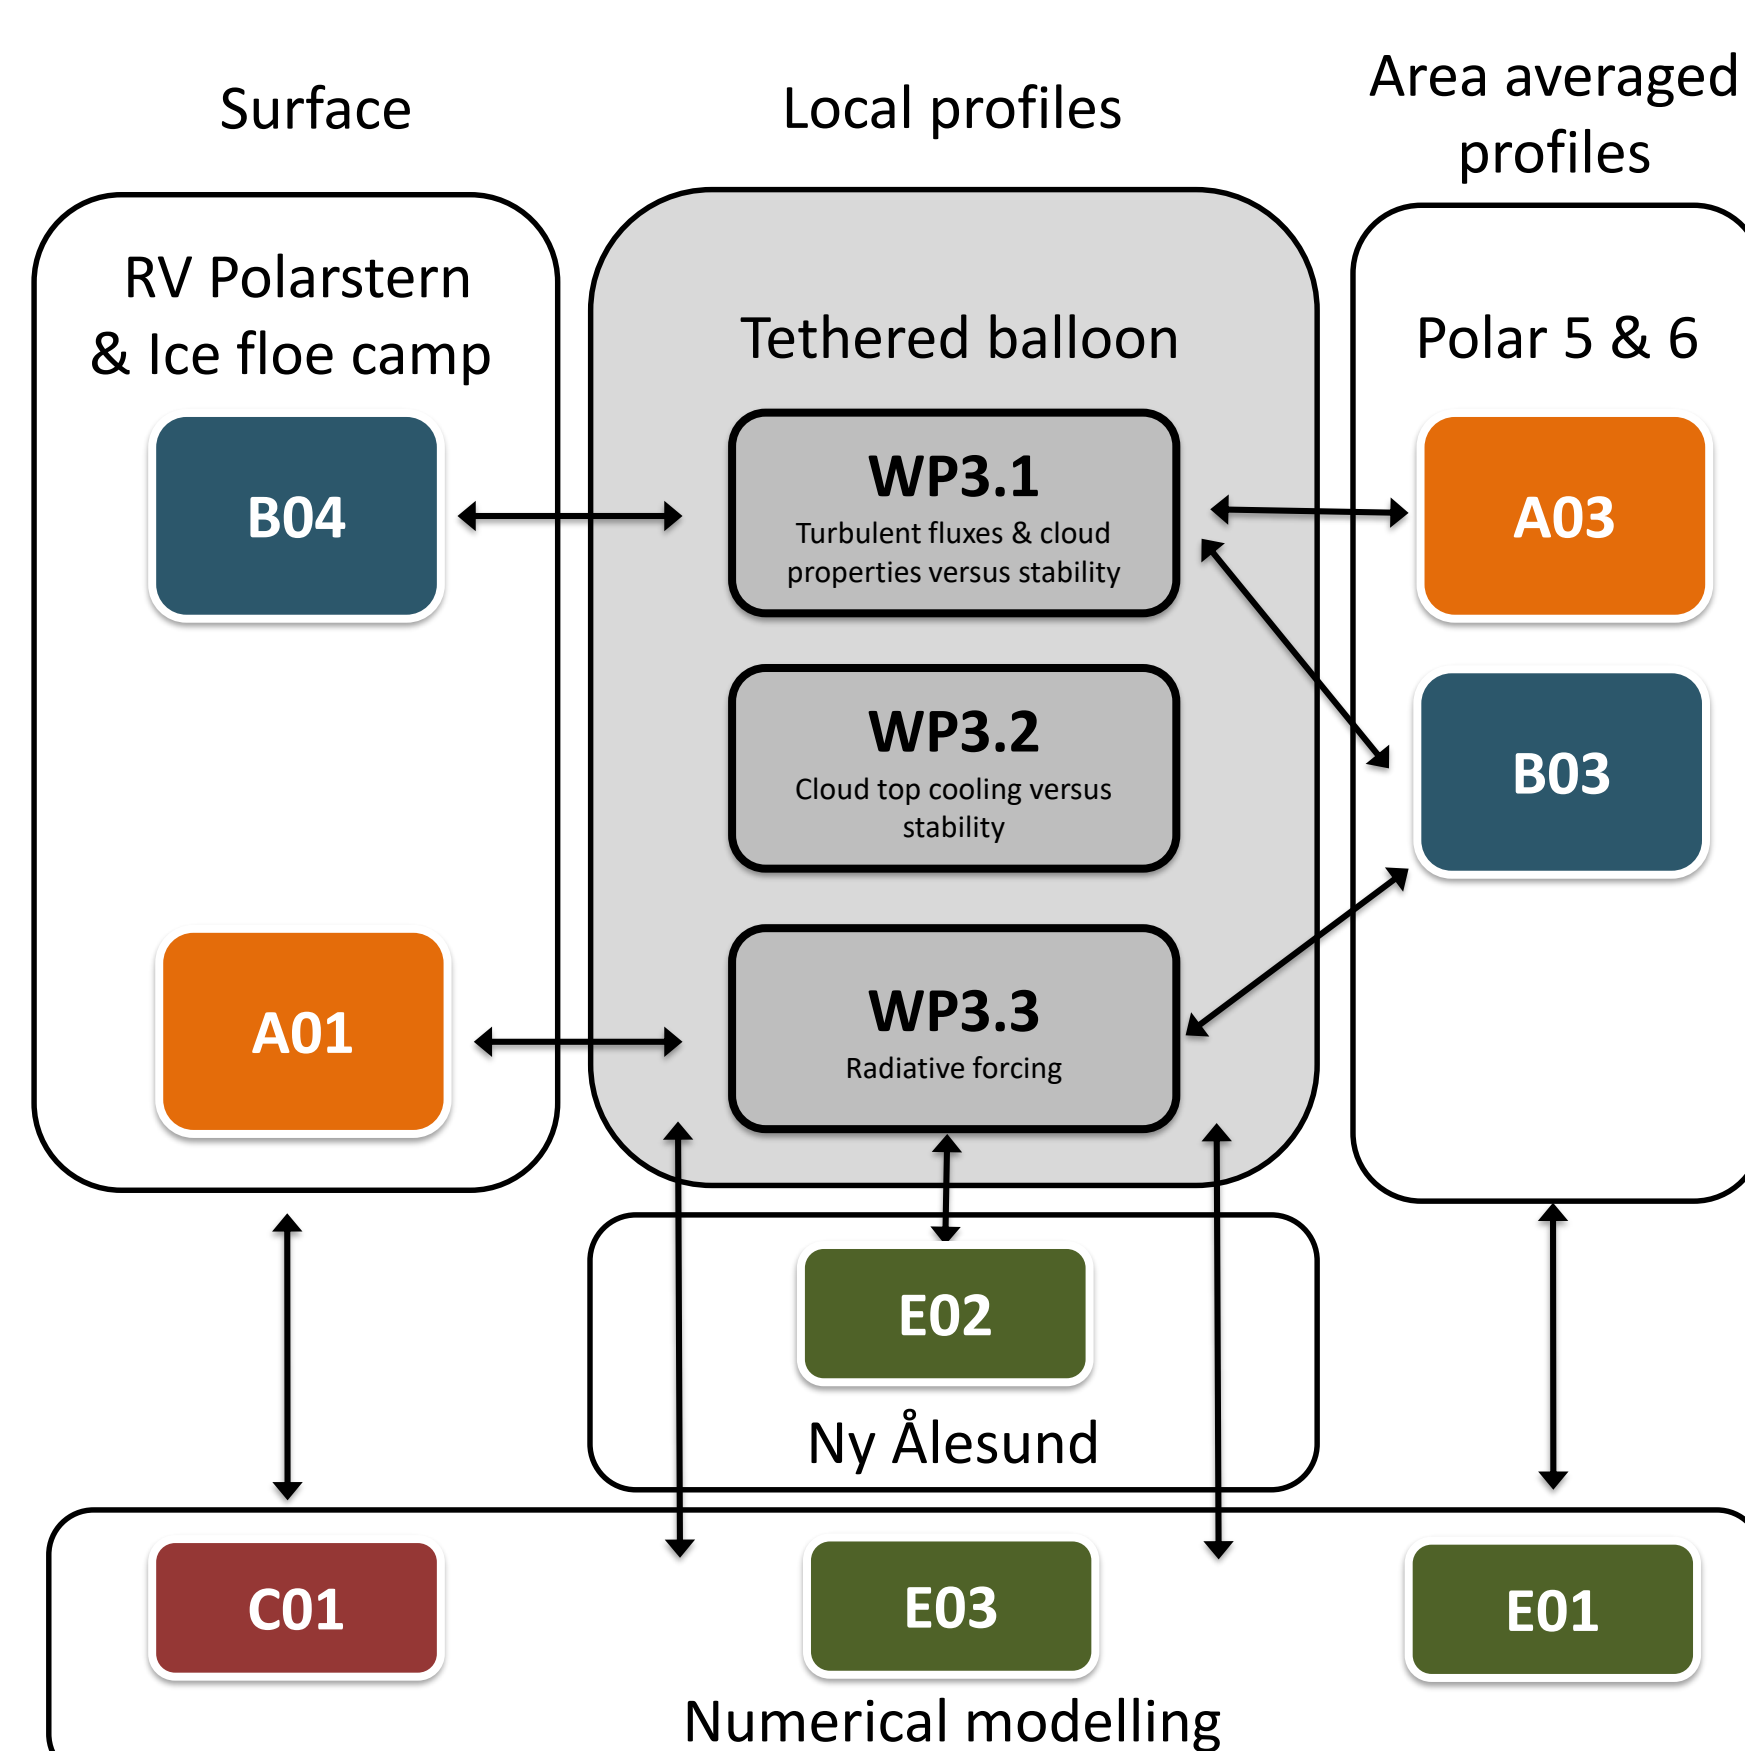 Surface
Local profiles
Area averaged
profiles
RV Polarstern
& Ice floe camp
B04
A01
Tethered balloon
WP3.1
Turbulent fluxes & cloud
properties versus stability
WP3.2
Cloud top cooling versus
stability
WP3.3
Radiative forcing
Polar 5 & 6
A03
B03
E02
Ny Ålesund
C01
E03
E01
Numerical modelling